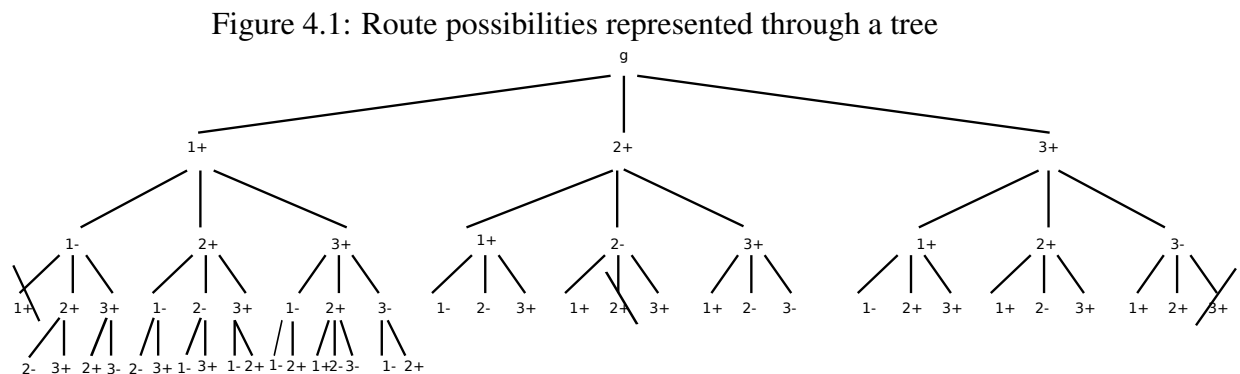 Figure 4.1: Route possibilities represented through a tree
g
1+ 2+ 3+
1- 2+ 3+ 1+ 2- 3+ 1+ 2+ 3-
1+ 2+ 3+ 1- 2- 3+ 1- 2+ 3- 1- 2- 3+ 1+ 2+ 3+ 1+ 2- 3- 1- 2+ 3+ 1+ 2- 3+ 1+ 2+ 3+
2- 3+ 2+ 3- 2- 3+ 1- 3+ 1- 2+ 1- 2+ 1+ 2- 3- 1- 2+